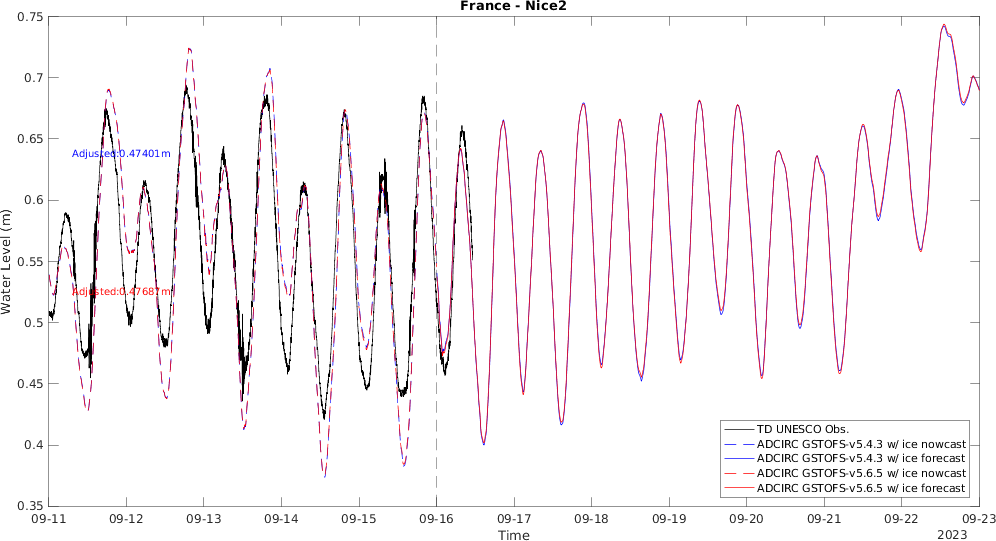 France - Nice2
0.75
0.7
0.65
0.6
0.55
0.5
0.45
0.4
0.35
Water Level (m)
Adjusted:0.47401m
Adjusted:0.47687m
TD UNESCO Obs.
ADCIRC GSTOFS-v5.4.3 w/ ice nowcast
ADCIRC GSTOFS-v5.4.3 w/ ice forecast
ADCIRC GSTOFS-v5.6.5 w/ ice nowcast
ADCIRC GSTOFS-v5.6.5 w/ ice forecast
09-11 09-12 09-13 09-14 09-15 09-16 09-17 09-18 09-19 09-20 09-21 09-22 09-23
Time
2023